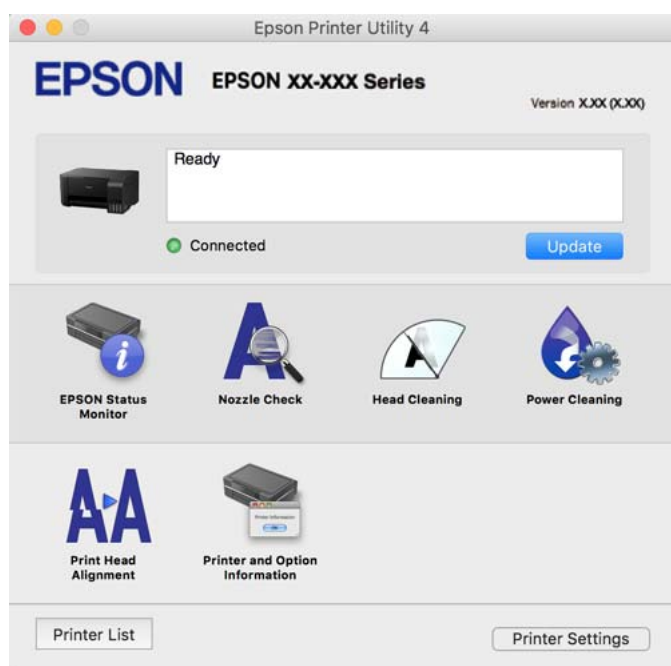 Epson Printer Utility 4
EPSON
EPSON XX-XXX Series
Version X.XX (X.XX)
Ready
Connected
Update
EPSON Status
Monitor
Nozzle Check
Head Cleaning
Power Cleaning
Print Head
Alignment
Printer and Option
Information
Printer List
Printer Settings